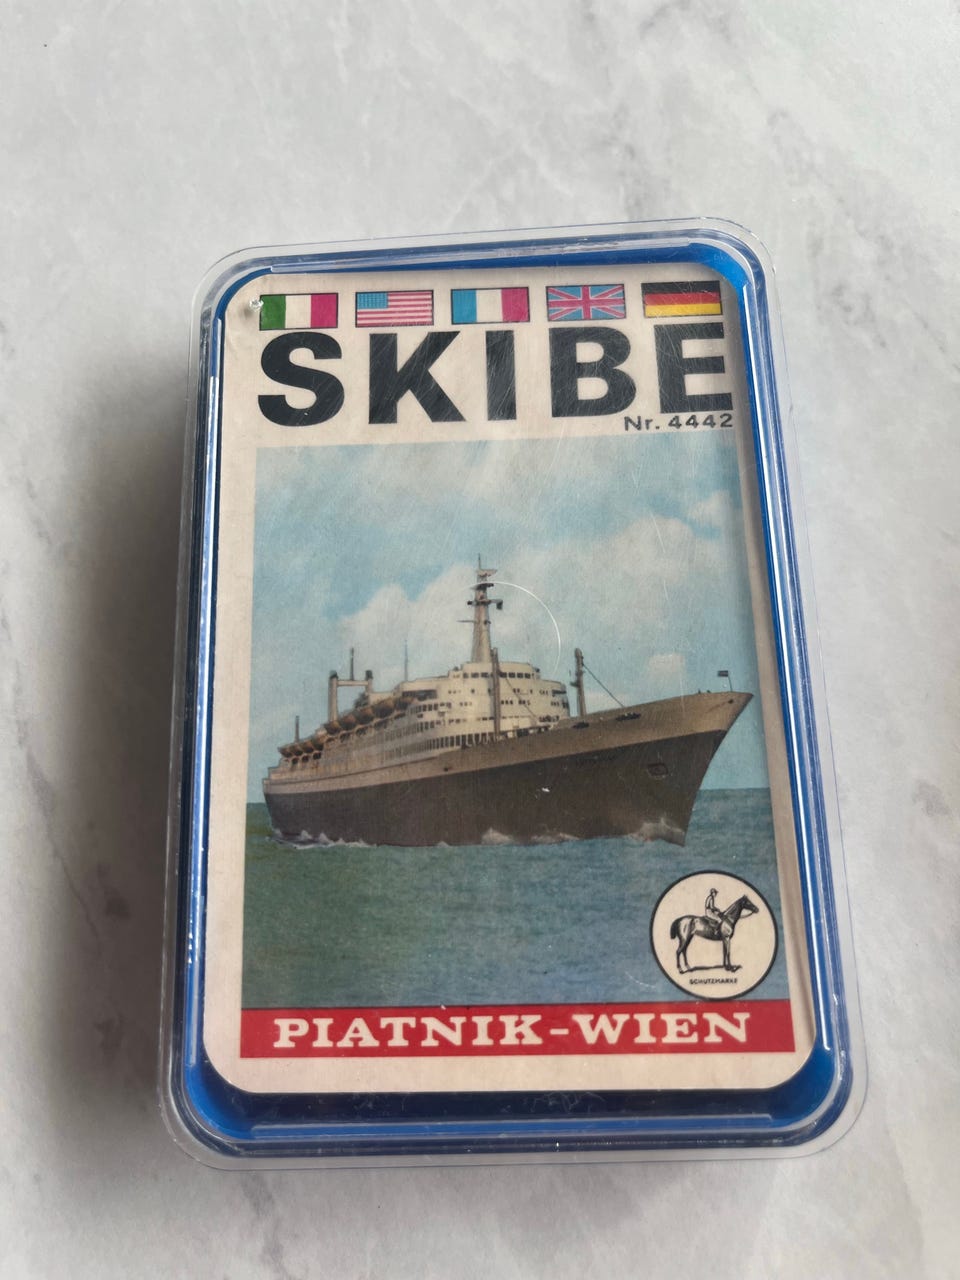 SKIBE
Nr. 4442
SCHUTZMARKE
PIATNIK-WIEN